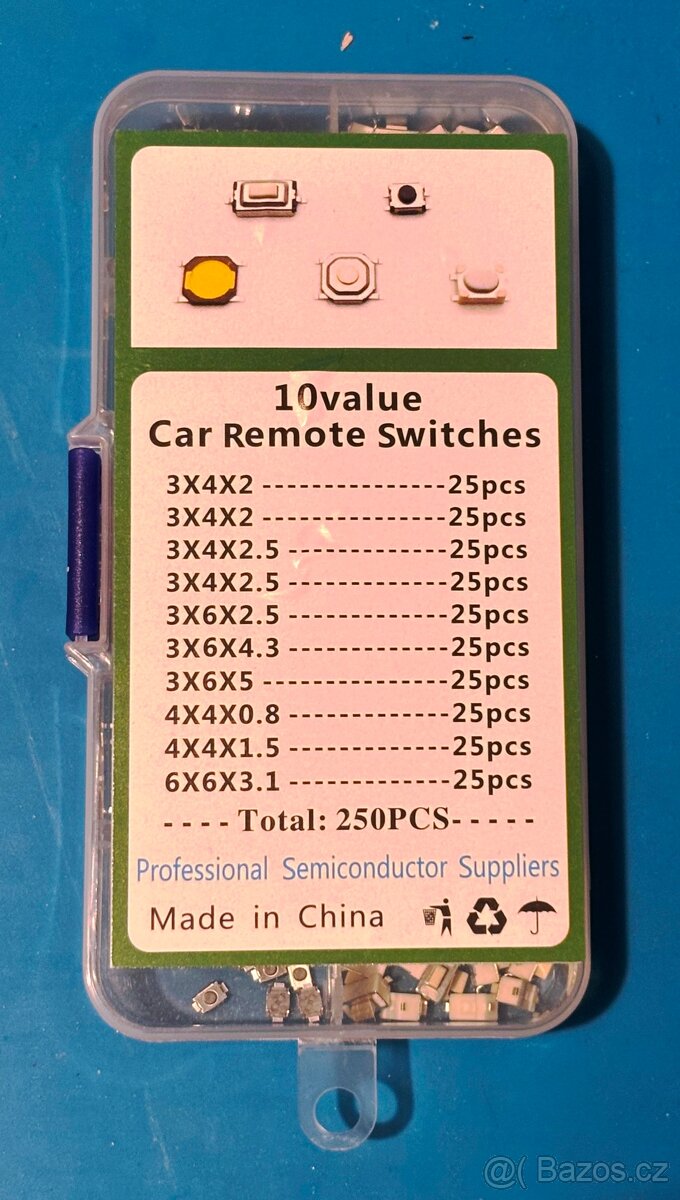 10value
Car Remote Switches
3X4X2 ---------------25pcs
3X4X2 ---------------25pcs
3X4X2.5 -------------25pcs
3X4X2.5 -------------25pcs
3X6X2.5 -------------25pcs
3X6X4.3 -------------25pcs
3X6X5 ---------------25pcs
4X4X0.8 -------------25pcs
4X4X1.5 -------------25pcs
6X6X3.1 -------------25pcs
---- Total: 250PCS-----
Professional Semiconductor Suppliers
Made in China
@( Bazos.cz